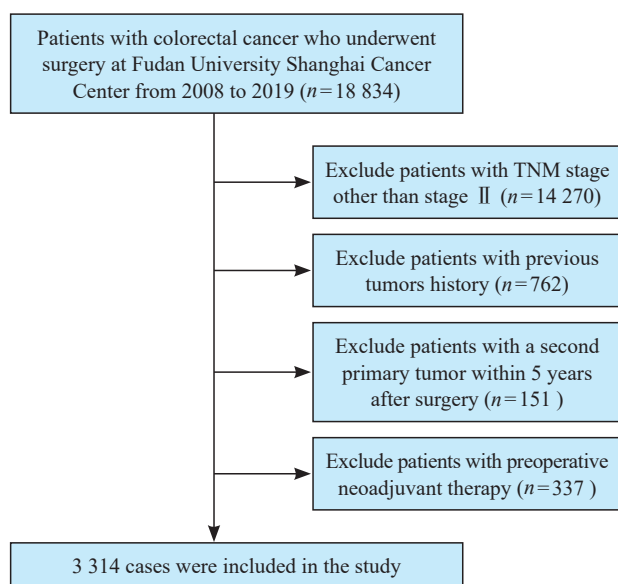 Patients with colorectal cancer who underwent
surgery at Fudan University Shanghai Cancer
Center from 2008 to 2019 (n=18 834)
Exclude patients with TNM stage
other than stage Ⅱ (n=14 270)
Exclude patients with previous
tumors history (n=762)
Exclude patients with a second
primary tumor within 5 years
after surgery (n=151 )
Exclude patients with preoperative
neoadjuvant therapy (n=337 )
3 314 cases were included in the study